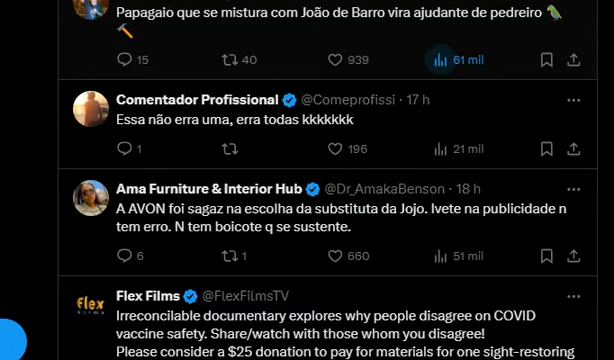 Papagaio que se mistura com João de Barro vira ajudante de pedreiro 🦜
🔨
15 40 939 61 mil
Comentador Profissional @Comeprofissi · 17 h
Essa não erra uma, erra todas kkkkkkk
1 196 21 mil
Ama Furniture & Interior Hub @Dr_AmakaBenson · 18 h
A AVON foi sagaz na escolha da substituta da Jojo. Ivete na publicidade n
tem erro. N tem boicote q se sustente.
6 1 660 51 mil
Flex Films @FlexFilmsTV
Flex
Films
Irreconcilable documentary explores why people disagree on COVID
vaccine safety. Share/watch with those whom you disagree!
Please consider a $25 donation to pay for materials for one sight-restoring